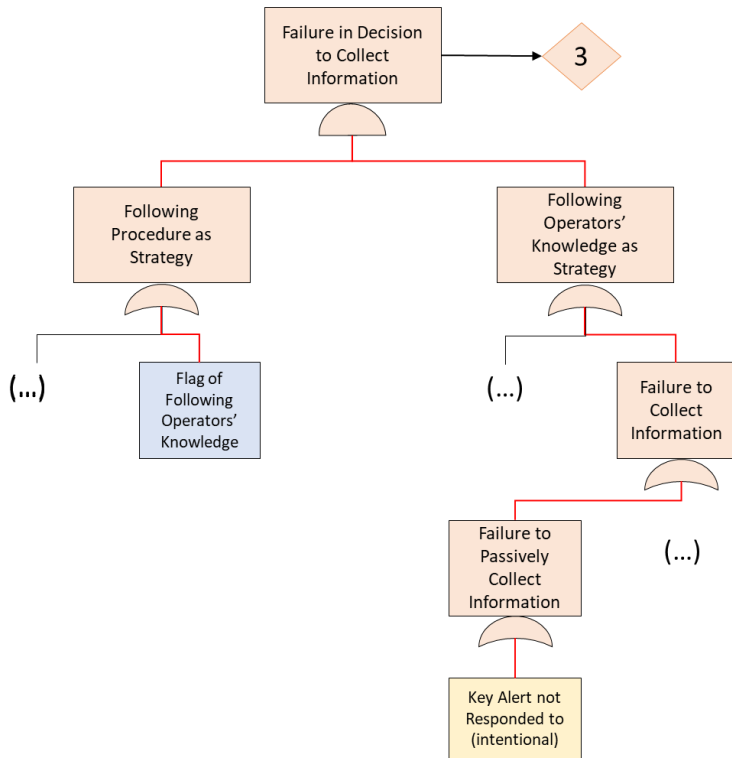 Failure in Decision
to Collect
Information
3
Following
Procedure as
Strategy
Following
Operators’
Knowledge as
Strategy
(...)
Flag of
Following
Operators’
Knowledge
(...)
Failure to
Collect
Information
Failure to
Passively
Collect
Information
(...)
Key Alert not
Responded to
(intentional)